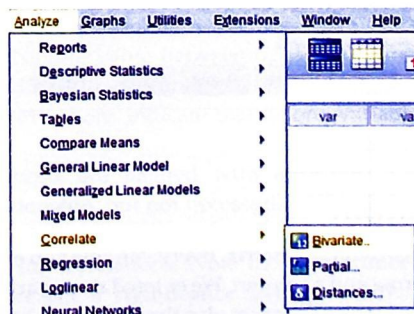 Analyze Graphs Utilities Extensions Window Help
Reports
Descriptive Statistics
Bayesian Statistics
Tables
var va
Compare Means
General Linear Model
Generalized Linear Models
Mixed Models
Correlate
Bivariate...
Regression
Partial...
Loglinear
Distances...
Neural Networks